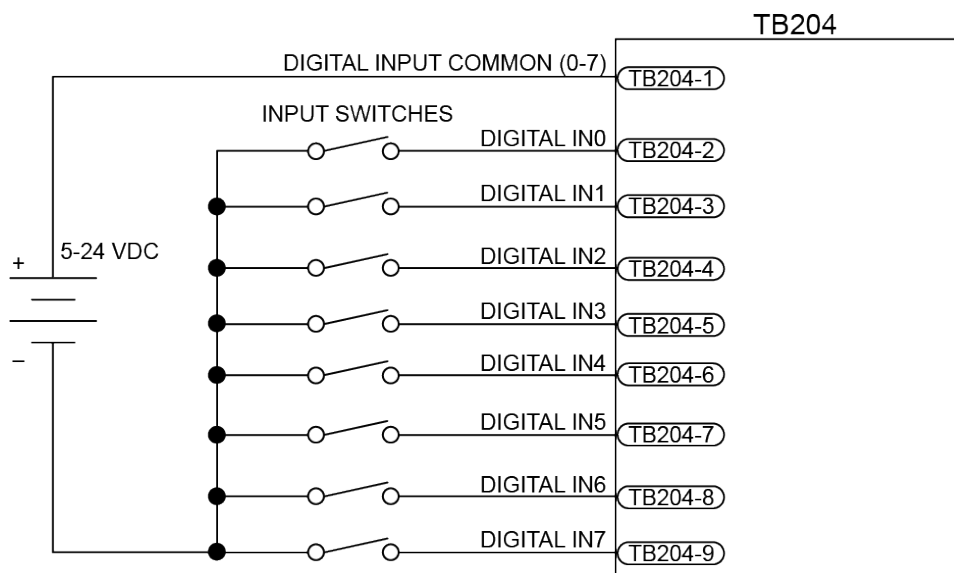 TB204
DIGITAL INPUT COMMON (0-7)
TB204-1
INPUT SWITCHES
DIGITAL IN0
TB204-2
DIGITAL IN1
TB204-3
5-24 VDC
+
DIGITAL IN2
TB204-4
DIGITAL IN3
TB204-5
–
DIGITAL IN4
TB204-6
DIGITAL IN5
TB204-7
DIGITAL IN6
TB204-8
DIGITAL IN7
TB204-9